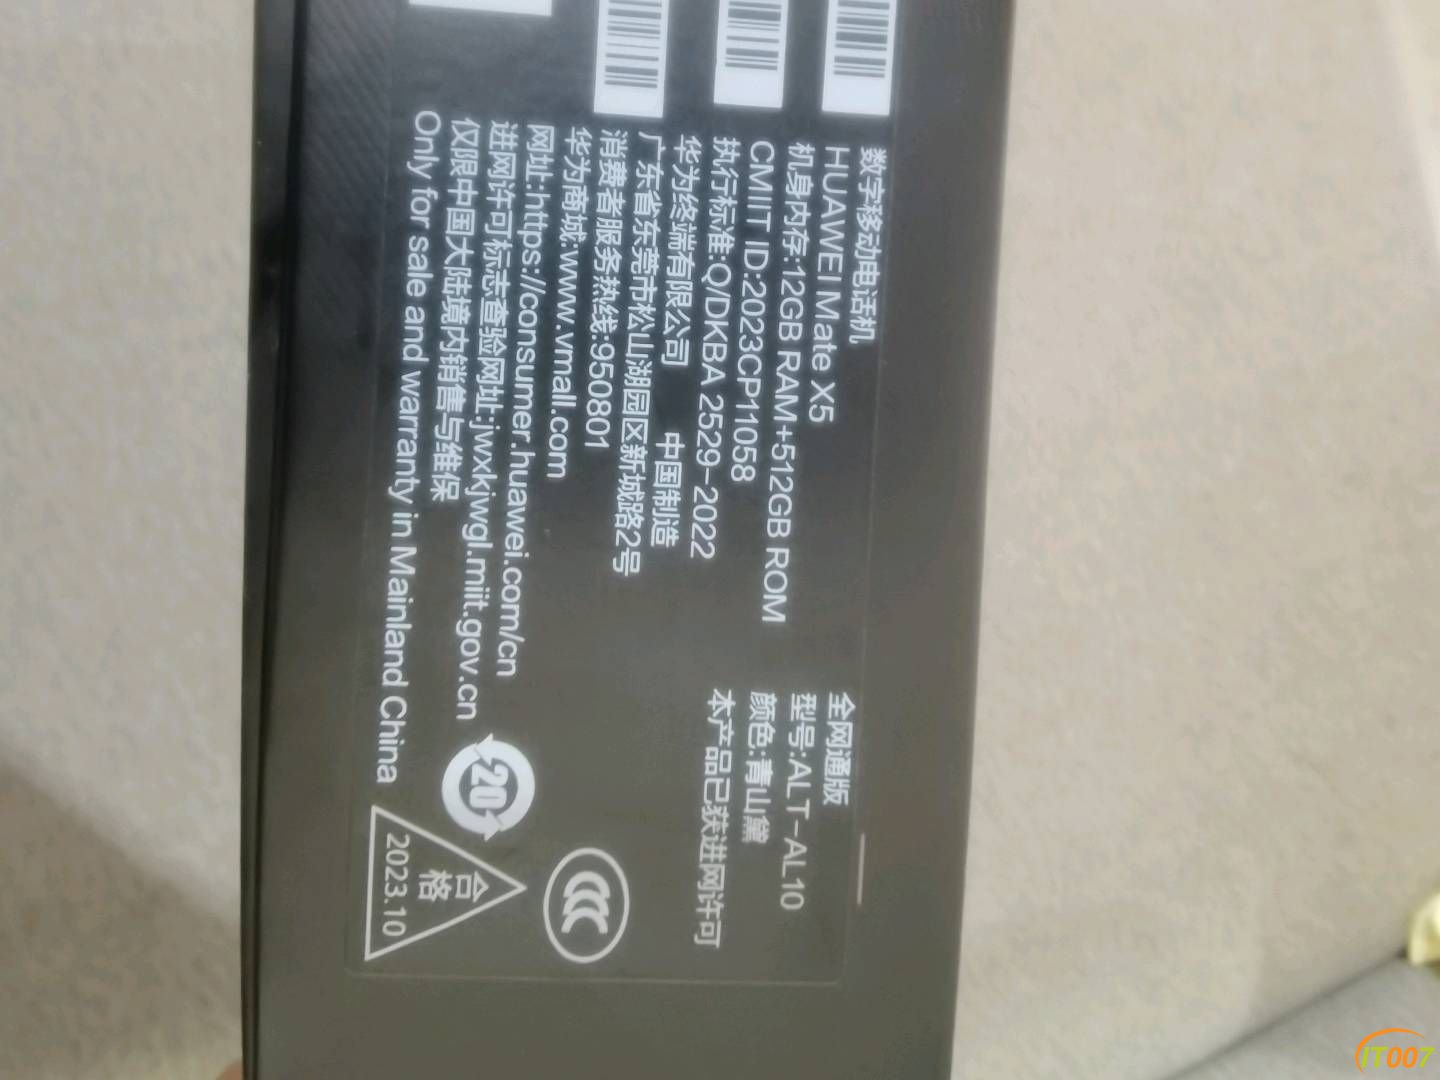 数字移动电话机
HUAWEI Mate X5
机身内存:12GB RAM+512GB ROM
CMIIT ID:2023CP11058
执行标准:Q/DKBA 2529-2022
华为终端有限公司 中国制造
广东省东莞市松山湖园区新城路2号
消费者服务热线:950801
华为商城:www.vmall.com
网址:https://consumer.huawei.com/cn
进网许可标志查验网址:jwxkjwgl.miit.gov.cn
仅限中国大陆境内销售与维保
Only for sale and warranty in Mainland China
全网通版
型号:ALT-AL10
颜色:青山黛
本产品已获进网许可
CCC
20
合格
2023.10
IT007